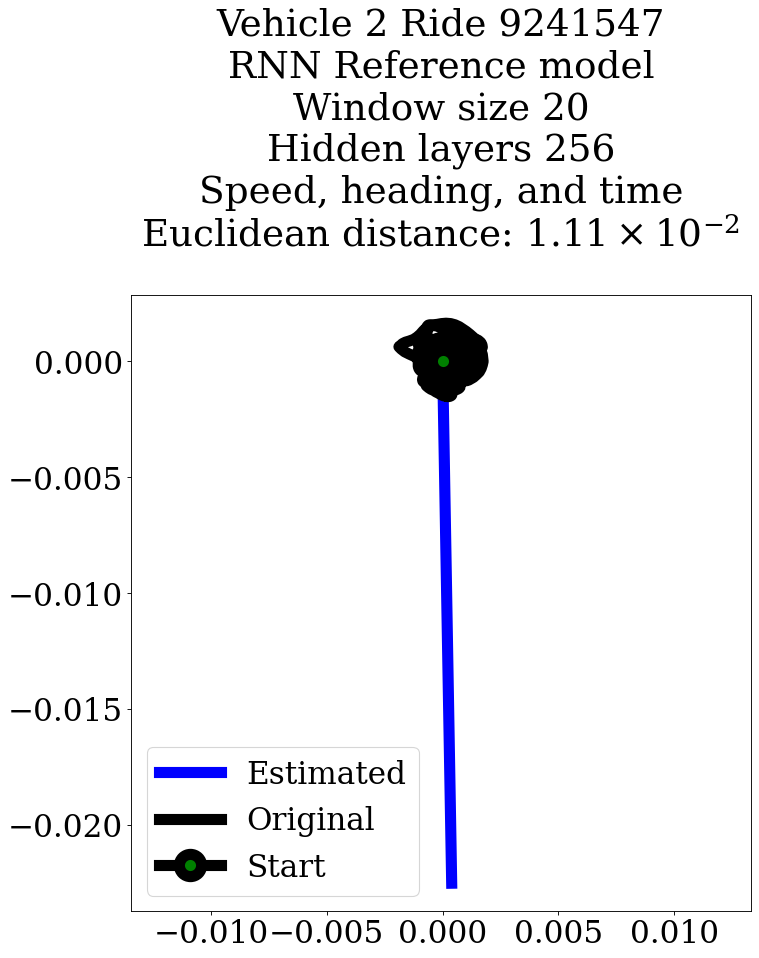 Vehicle 2 Ride 9241547
RNN Reference model
Window size 20
Hidden layers 256
Speed, heading, and time
Euclidean distance: 1.11 × 10⁻²
0.000
−0.005
−0.010
−0.015
−0.020
Estimated
Original
Start
−0.010 −0.005 0.000 0.005 0.010